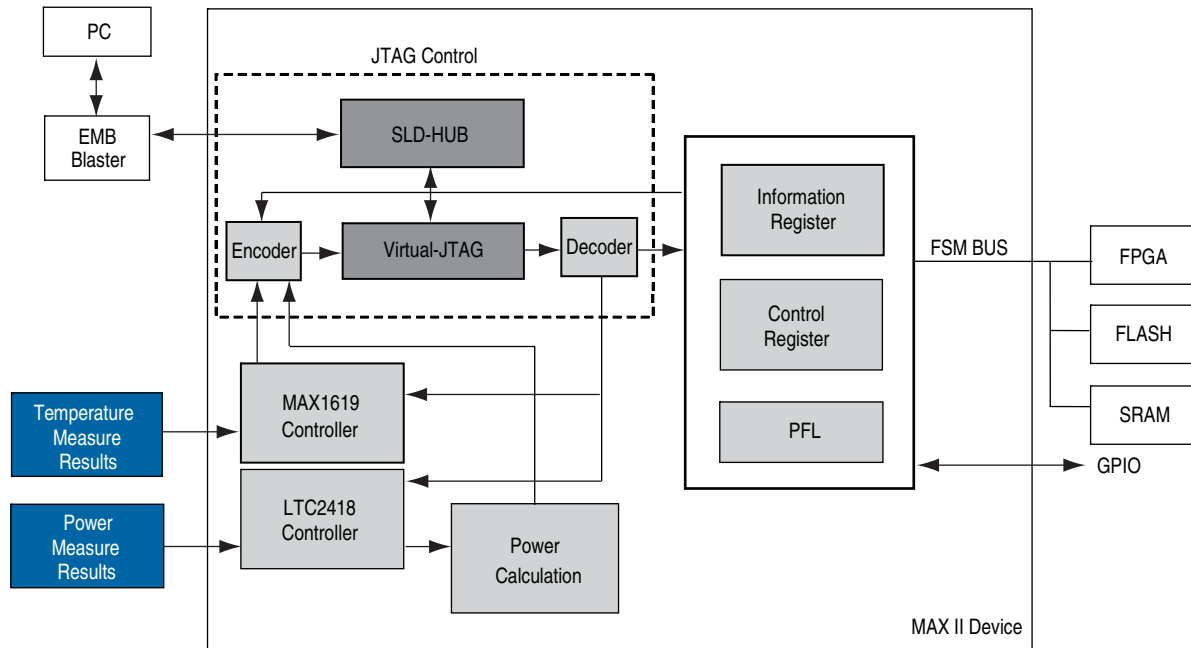 PC
EMB
Blaster
JTAG Control
SLD-HUB
Encoder
Virtual-JTAG
Decoder
Information
Register
Control
Register
PFL
FSM BUS
FPGA
FLASH
SRAM
GPIO
Temperature
Measure
Results
MAX1619
Controller
Power
Measure
Results
LTC2418
Controller
Power
Calculation
MAX II Device